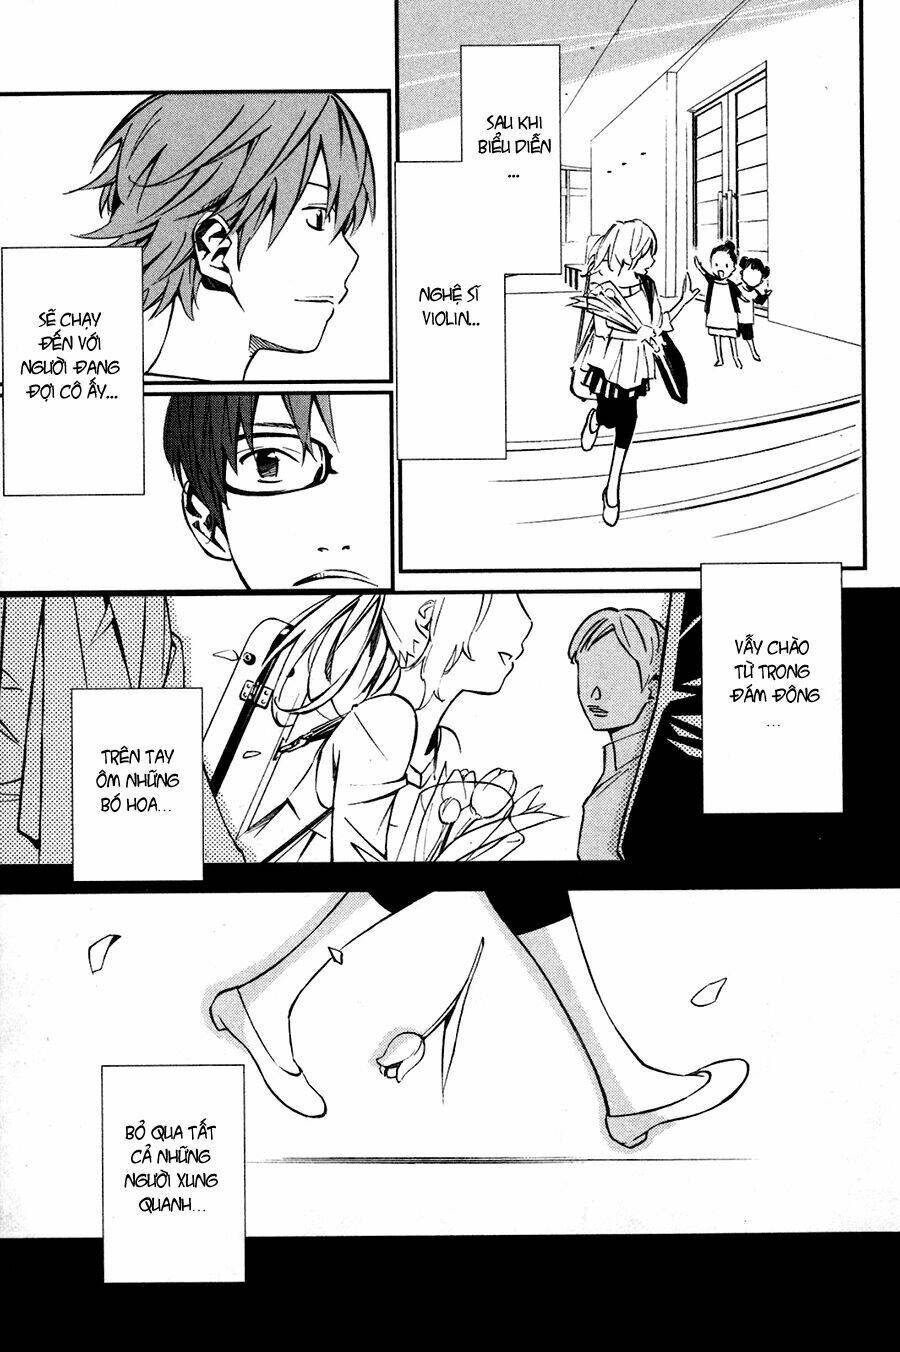 SAU KHI
BIỂU DIỄN
...
NGHỆ SĨ
VIOLIN...
SẼ CHẠY
ĐẾN VỚI
NGƯỜI ĐANG
ĐỢI CÔ ẤY...
VẪY CHÀO
TỪ TRONG
ĐÁM ĐÔNG
...
TRÊN TAY
ÔM NHỮNG
BÓ HOA...
BỎ QUA TẤT
CẢ NHỮNG
NGƯỜI XUNG
QUANH...